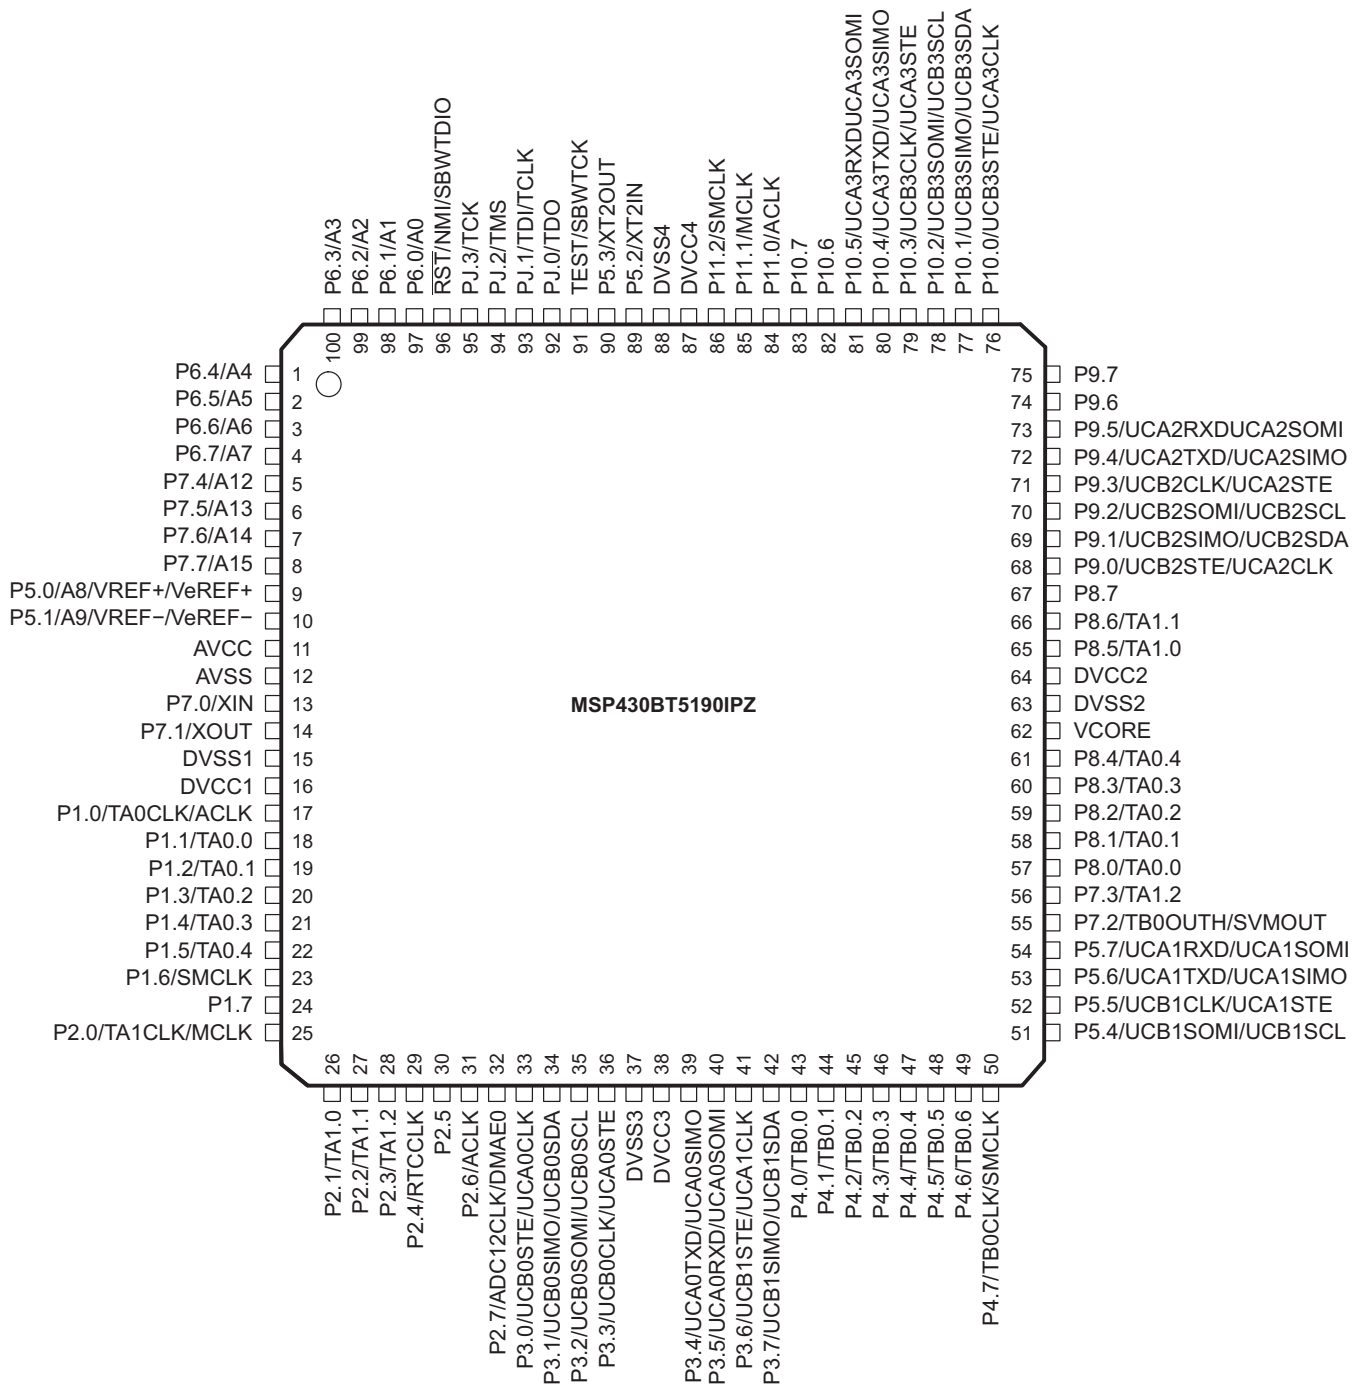 P6.3/A3
P6.2/A2
P6.1/A1
P6.0/A0
RST/NMI/SBWTDIO
PJ.3/TCK
PJ.2/TMS
PJ.1/TDI/TCLK
PJ.0/TDO
TEST/SBWTCK
P5.3/XT2OUT
P5.2/XT2IN
DVSS4
DVCC4
P11.2/SMCLK
P11.1/MCLK
P11.0/ACLK
P10.7
P10.6
P10.5/UCA3RXDUCA3SOMI
P10.4/UCA3TXD/UCA3SIMO
P10.3/UCB3CLK/UCA3STE
P10.2/UCB3SOMI/UCB3SCL
P10.1/UCB3SIMO/UCB3SDA
P10.0/UCB3STE/UCA3CLK
100
99
98
97
96
95
94
93
92
91
90
89
88
87
86
85
84
83
82
81
80
79
78
77
76
P6.4/A4 1
P6.5/A5 2
P6.6/A6 3
P6.7/A7 4
P7.4/A12 5
P7.5/A13 6
P7.6/A14 7
P7.7/A15 8
P5.0/A8/VREF+/VeREF+ 9
P5.1/A9/VREF−/VeREF− 10
AVCC 11
AVSS 12
P7.0/XIN 13
P7.1/XOUT 14
DVSS1 15
DVCC1 16
P1.0/TA0CLK/ACLK 17
P1.1/TA0.0 18
P1.2/TA0.1 19
P1.3/TA0.2 20
P1.4/TA0.3 21
P1.5/TA0.4 22
P1.6/SMCLK 23
P1.7 24
P2.0/TA1CLK/MCLK 25
MSP430BT5190IPZ
75 P9.7
74 P9.6
73 P9.5/UCA2RXDUCA2SOMI
72 P9.4/UCA2TXD/UCA2SIMO
71 P9.3/UCB2CLK/UCA2STE
70 P9.2/UCB2SOMI/UCB2SCL
69 P9.1/UCB2SIMO/UCB2SDA
68 P9.0/UCB2STE/UCA2CLK
67 P8.7
66 P8.6/TA1.1
65 P8.5/TA1.0
64 DVCC2
63 DVSS2
62 VCORE
61 P8.4/TA0.4
60 P8.3/TA0.3
59 P8.2/TA0.2
58 P8.1/TA0.1
57 P8.0/TA0.0
56 P7.3/TA1.2
55 P7.2/TB0OUTH/SVMOUT
54 P5.7/UCA1RXD/UCA1SOMI
53 P5.6/UCA1TXD/UCA1SIMO
52 P5.5/UCB1CLK/UCA1STE
51 P5.4/UCB1SOMI/UCB1SCL
26
27
28
29
30
31
32
33
34
35
36
37
38
39
40
41
42
43
44
45
46
47
48
49
50
P2.1/TA1.0
P2.2/TA1.1
P2.3/TA1.2
P2.4/RTCCLK
P2.5
P2.6/ACLK
P2.7/ADC12CLK/DMAE0
P3.0/UCB0STE/UCA0CLK
P3.1/UCB0SIMO/UCB0SDA
P3.2/UCB0SOMI/UCB0SCL
P3.3/UCB0CLK/UCA0STE
DVSS3
DVCC3
P3.4/UCA0TXD/UCA0SIMO
P3.5/UCA0RXD/UCA0SOMI
P3.6/UCB1STE/UCA1CLK
P3.7/UCB1SIMO/UCB1SDA
P4.0/TB0.0
P4.1/TB0.1
P4.2/TB0.2
P4.3/TB0.3
P4.4/TB0.4
P4.5/TB0.5
P4.6/TB0.6
P4.7/TB0CLK/SMCLK